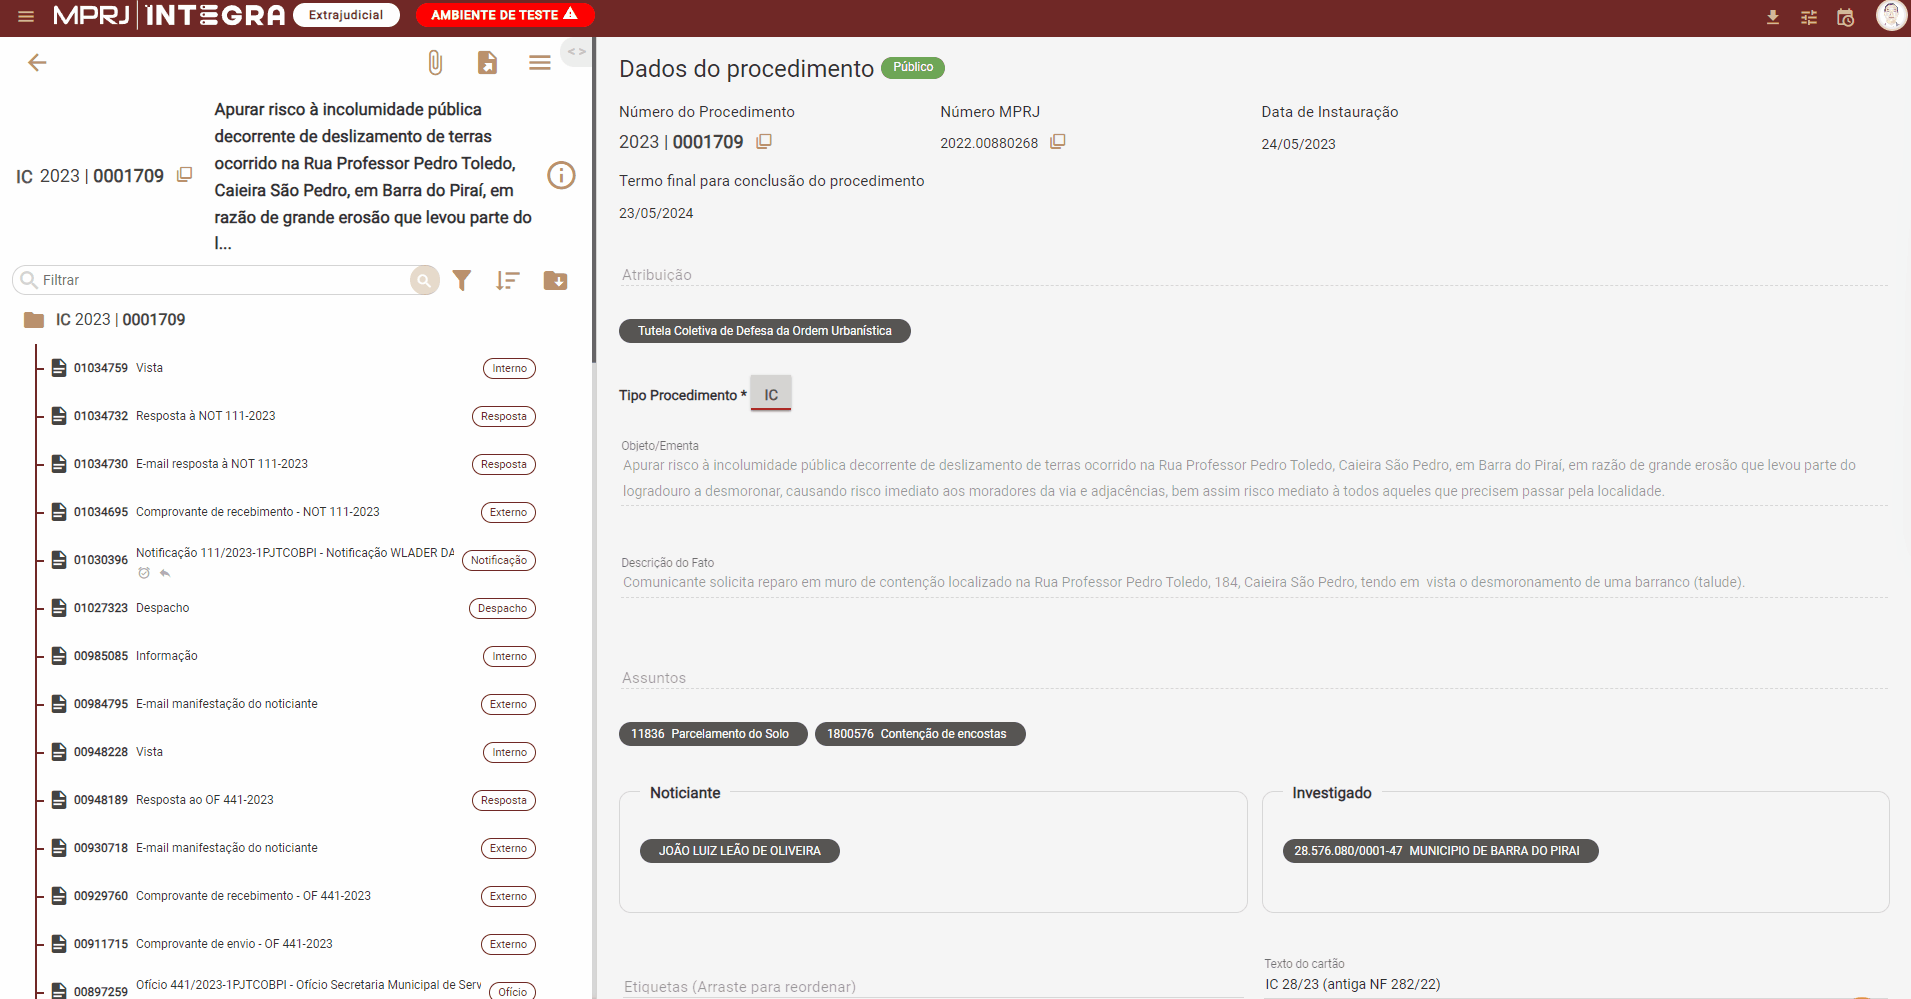 MPRJ INTEGRA Extrajudicial AMBIENTE DE TESTE
< >
Apurar risco à incolumidade pública
decorrente de deslizamento de terras
ocorrido na Rua Professor Pedro Toledo,
Caieira São Pedro, em Barra do Piraí, em
razão de grande erosão que levou parte do
l...
IC 2023 | 0001709
Filtrar
IC 2023 | 0001709
01034759 Vista Interno
01034732 Resposta à NOT 111-2023 Resposta
01034730 E-mail resposta à NOT 111-2023 Resposta
01034695 Comprovante de recebimento - NOT 111-2023 Externo
01030396 Notificação 111/2023-1PJTCOBPI - Notificação WLADER DA Notificação
01027323 Despacho Despacho
00985085 Informação Interno
00984795 E-mail manifestação do noticiante Externo
00948228 Vista Interno
00948189 Resposta ao OF 441-2023 Resposta
00930718 E-mail manifestação do noticiante Externo
00929760 Comprovante de recebimento - OF 441-2023 Externo
00911715 Comprovante de envio - OF 441-2023 Externo
00897259 Ofício 441/2023-1PJTCOBPI - Ofício Secretaria Municipal de Serv Ofício
Dados do procedimento Público
Número do Procedimento Número MPRJ Data de Instauração
2023 | 0001709 2022.00880268 24/05/2023
Termo final para conclusão do procedimento
23/05/2024
Atribuição
Tutela Coletiva de Defesa da Ordem Urbanística
Tipo Procedimento * IC
Objeto/Ementa
Apurar risco à incolumidade pública decorrente de deslizamento de terras ocorrido na Rua Professor Pedro Toledo, Caieira São Pedro, em Barra do Piraí, em razão de grande erosão que levou parte do
logradouro a desmoronar, causando risco imediato aos moradores da via e adjacências, bem assim risco mediato à todos aqueles que precisem passar pela localidade.
Descrição do Fato
Comunicante solicita reparo em muro de contenção localizado na Rua Professor Pedro Toledo, 184, Caieira São Pedro, tendo em vista o desmoronamento de uma barranco (talude).
Assuntos
11836 Parcelamento do Solo 1800576 Contenção de encostas
Noticiante Investigado
JOÃO LUIZ LEÃO DE OLIVEIRA 28.576.080/0001-47 MUNICIPIO DE BARRA DO PIRAI
Texto do cartão
Etiquetas (Arraste para reordenar) IC 28/23 (antiga NF 282/22)